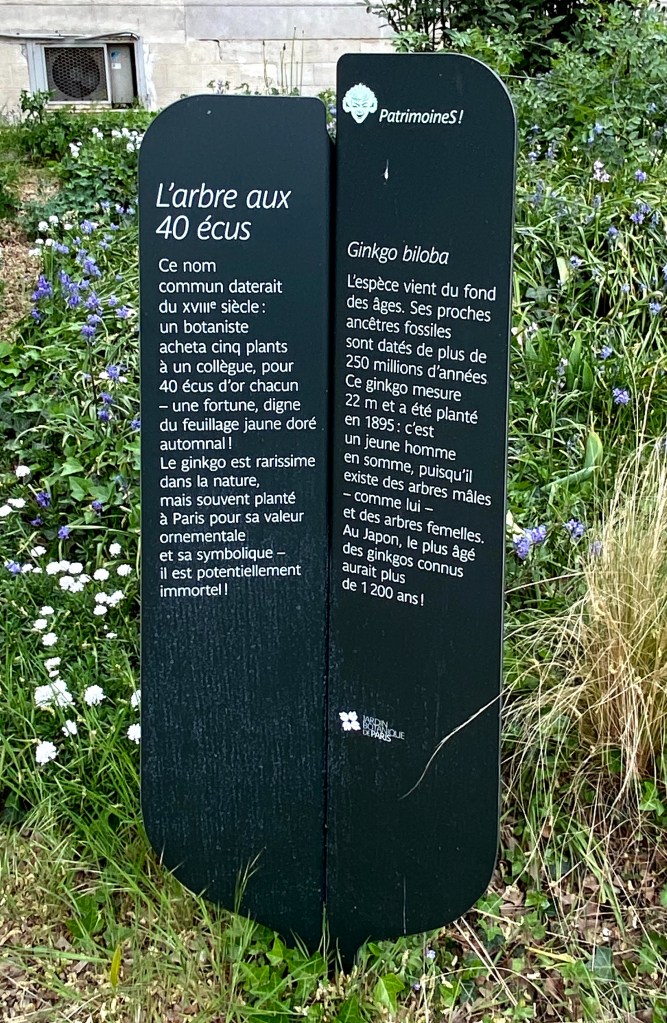 L'arbre aux
40 écus
Ce nom
commun daterait
du XVIIIᵉ siècle :
un botaniste
acheta cinq plants
à un collègue, pour
40 écus d'or chacun
– une fortune, digne
du feuillage jaune doré
automnal !
Le ginkgo est rarissime
dans la nature,
mais souvent planté
à Paris pour sa valeur
ornementale
et sa symbolique –
il est potentiellement
immortel !
PatrimoineS !
Ginkgo biloba
L'espèce vient du fond
des âges. Ses proches
ancêtres fossiles
sont datés de plus de
250 millions d'années
Ce ginkgo mesure
22 m et a été planté
en 1895 : c'est
un jeune homme
en somme, puisqu'il
existe des arbres mâles
– comme lui –
et des arbres femelles.
Au Japon, le plus âgé
des ginkgos connus
aurait plus
de 1 200 ans !
JARDIN
BOTANIQUE
DE PARIS